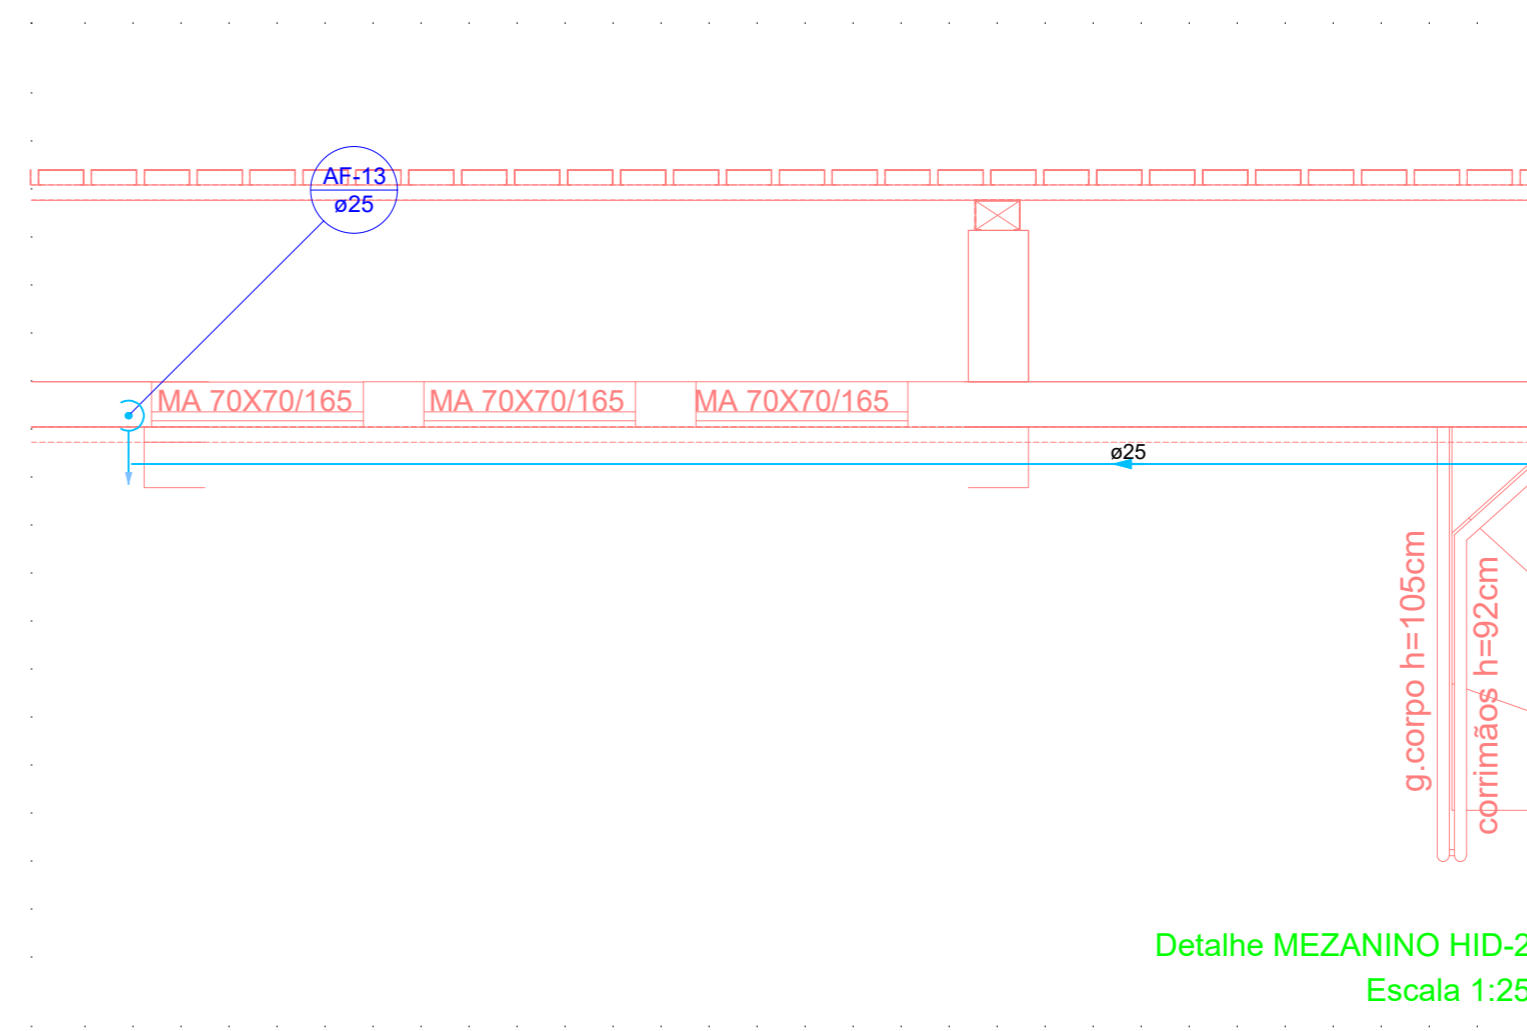 AF-13
ø25
MA 70X70/165
MA 70X70/165
MA 70X70/165
ø25
g.corpo h=105cm
corrimãos h=92cm
Detalhe MEZANINO HID-2
Escala 1:25